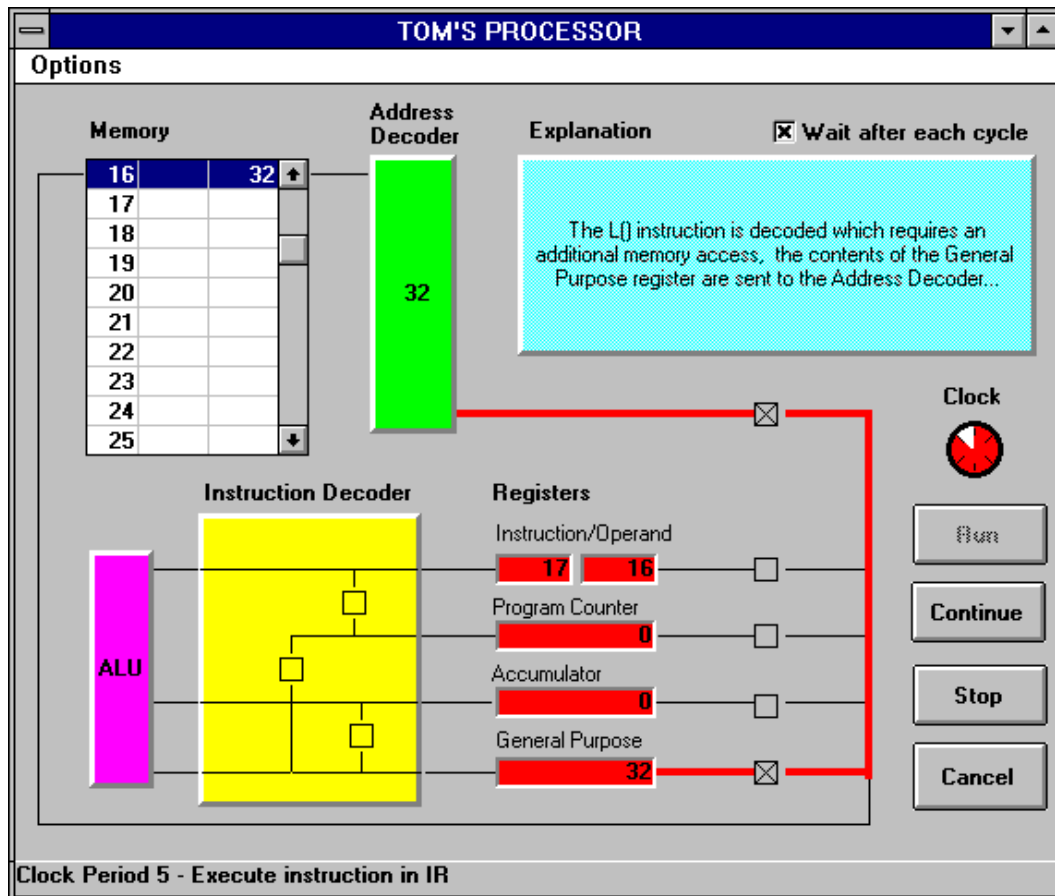 TOM'S PROCESSOR
Options
Memory
Address
Decoder
Explanation
Wait after each cycle
16 32
17
18
19
20
21
22
23
24
25
32
The L() instruction is decoded which requires an
additional memory access, the contents of the General
Purpose register are sent to the Address Decoder...
Clock
Instruction Decoder
Registers
Instruction/Operand
17 16
Program Counter
0
Accumulator
0
General Purpose
32
ALU
Run
Continue
Stop
Cancel
Clock Period 5 - Execute instruction in IR